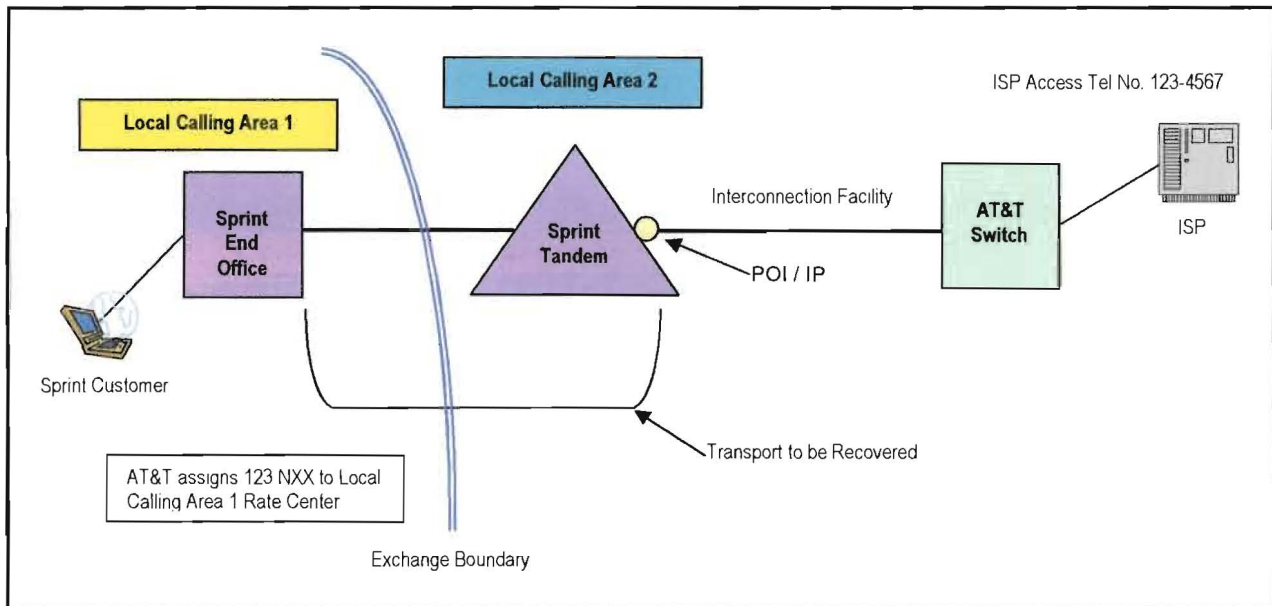 Local Calling Area 2
ISP Access Tel No. 123-4567
Local Calling Area 1
Sprint
End
Office
Sprint
Tandem
Interconnection Facility
AT&T
Switch
ISP
POI / IP
Sprint Customer
Transport to be Recovered
AT&T assigns 123 NXX to Local
Calling Area 1 Rate Center
Exchange Boundary